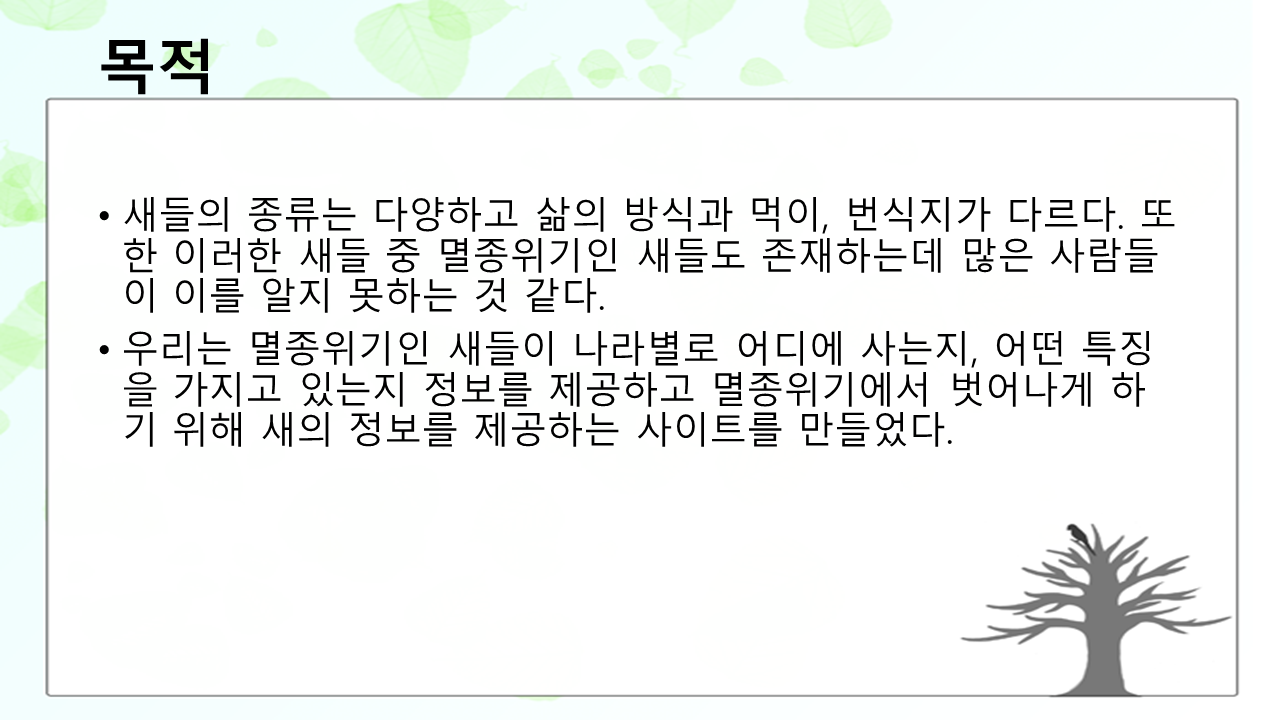 목적
• 새들의 종류는 다양하고 삶의 방식과 먹이, 번식지가 다르다. 또
한 이러한 새들 중 멸종위기인 새들도 존재하는데 많은 사람들
이 이를 알지 못하는 것 같다.
• 우리는 멸종위기인 새들이 나라별로 어디에 사는지, 어떤 특징
을 가지고 있는지 정보를 제공하고 멸종위기에서 벗어나게 하
기 위해 새의 정보를 제공하는 사이트를 만들었다.